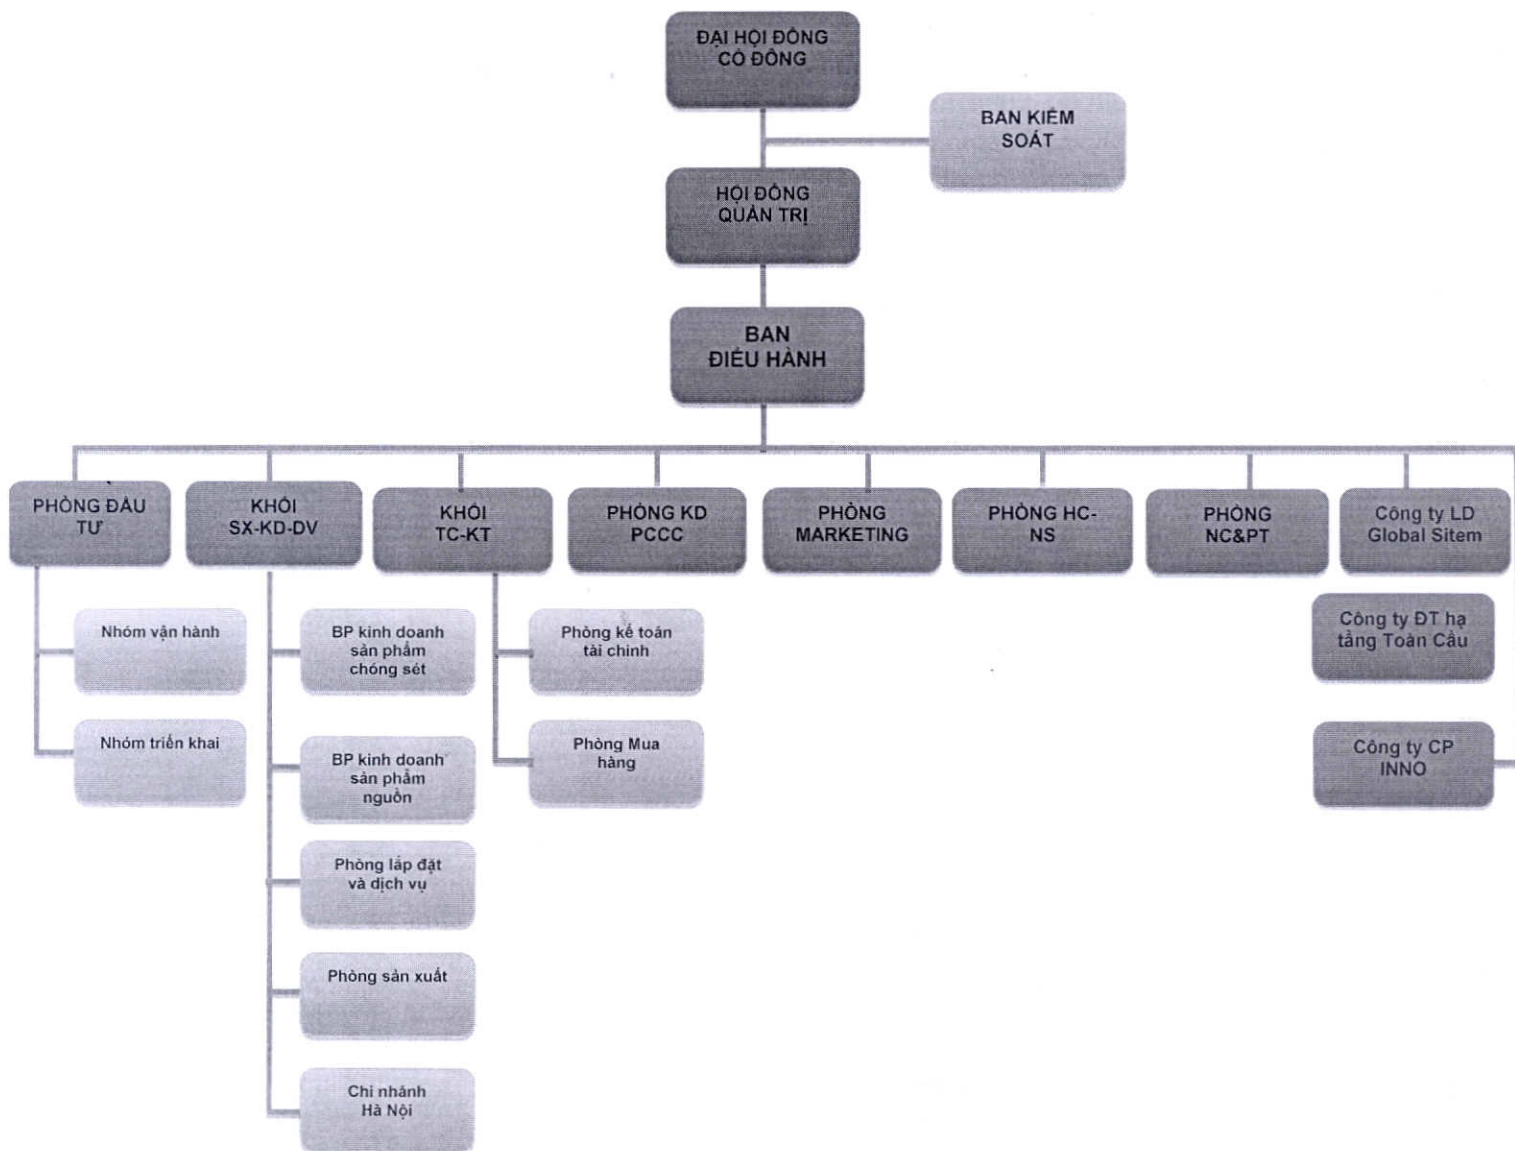 ĐẠI HỘI ĐỒNG
CỔ ĐÔNG
BAN KIỂM
SOÁT
HỘI ĐỒNG
QUẢN TRỊ
BAN
ĐIỀU HÀNH
PHÒNG ĐẦU
TƯ
KHỐI
SX-KD-DV
KHỐI
TC-KT
PHÒNG KD
PCCC
PHÒNG
MARKETING
PHÒNG HC-
NS
PHÒNG
NC&PT
Công ty LD
Global Sitem
Nhóm vận hành
BP kinh doanh
sản phẩm
chống sét
Phòng kế toán
tài chính
Công ty ĐT hạ
tầng Toàn Cầu
Nhóm triển khai
BP kinh doanh
sản phẩm
nguồn
Phòng Mua
hàng
Công ty CP
INNO
Phòng lắp đặt
và dịch vụ
Phòng sản xuất
Chi nhánh
Hà Nội